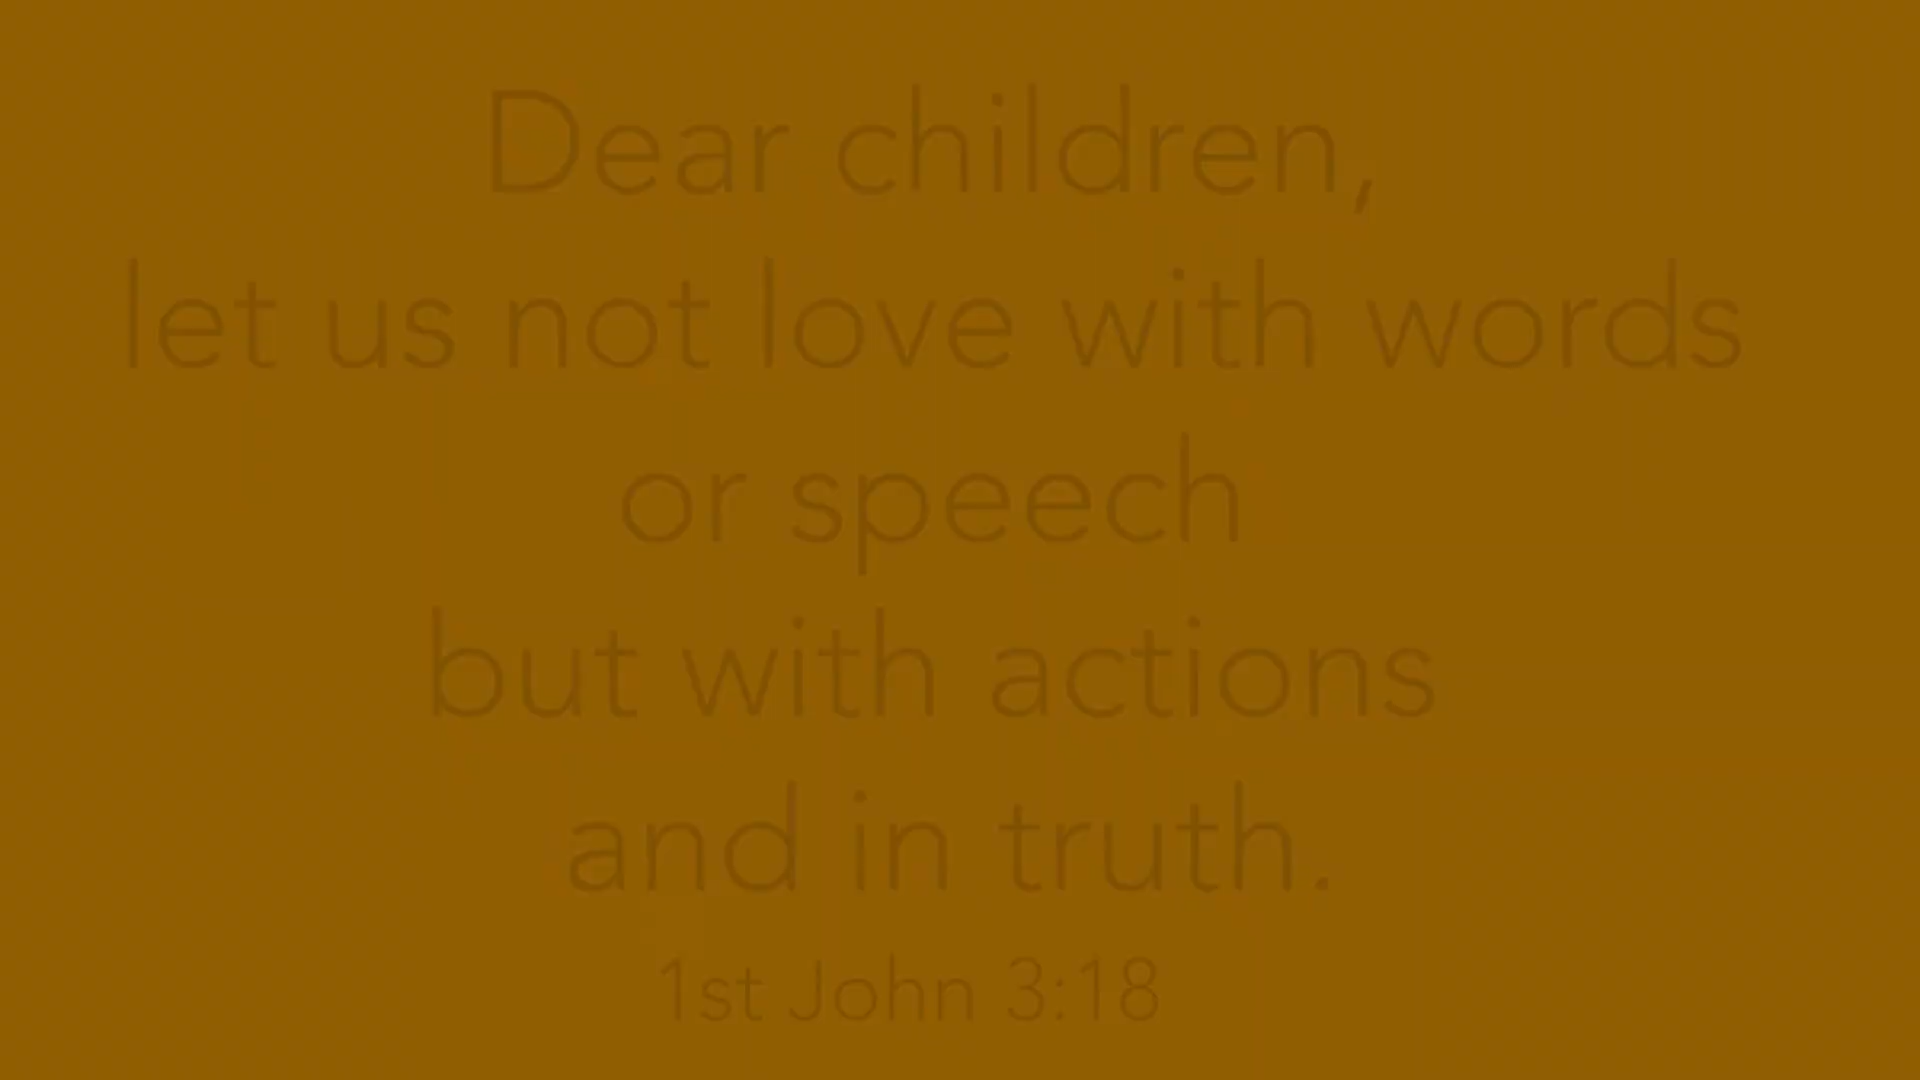 Dear children,
let us not love with words
or speech
but with actions
and in truth.
1st John 3:18